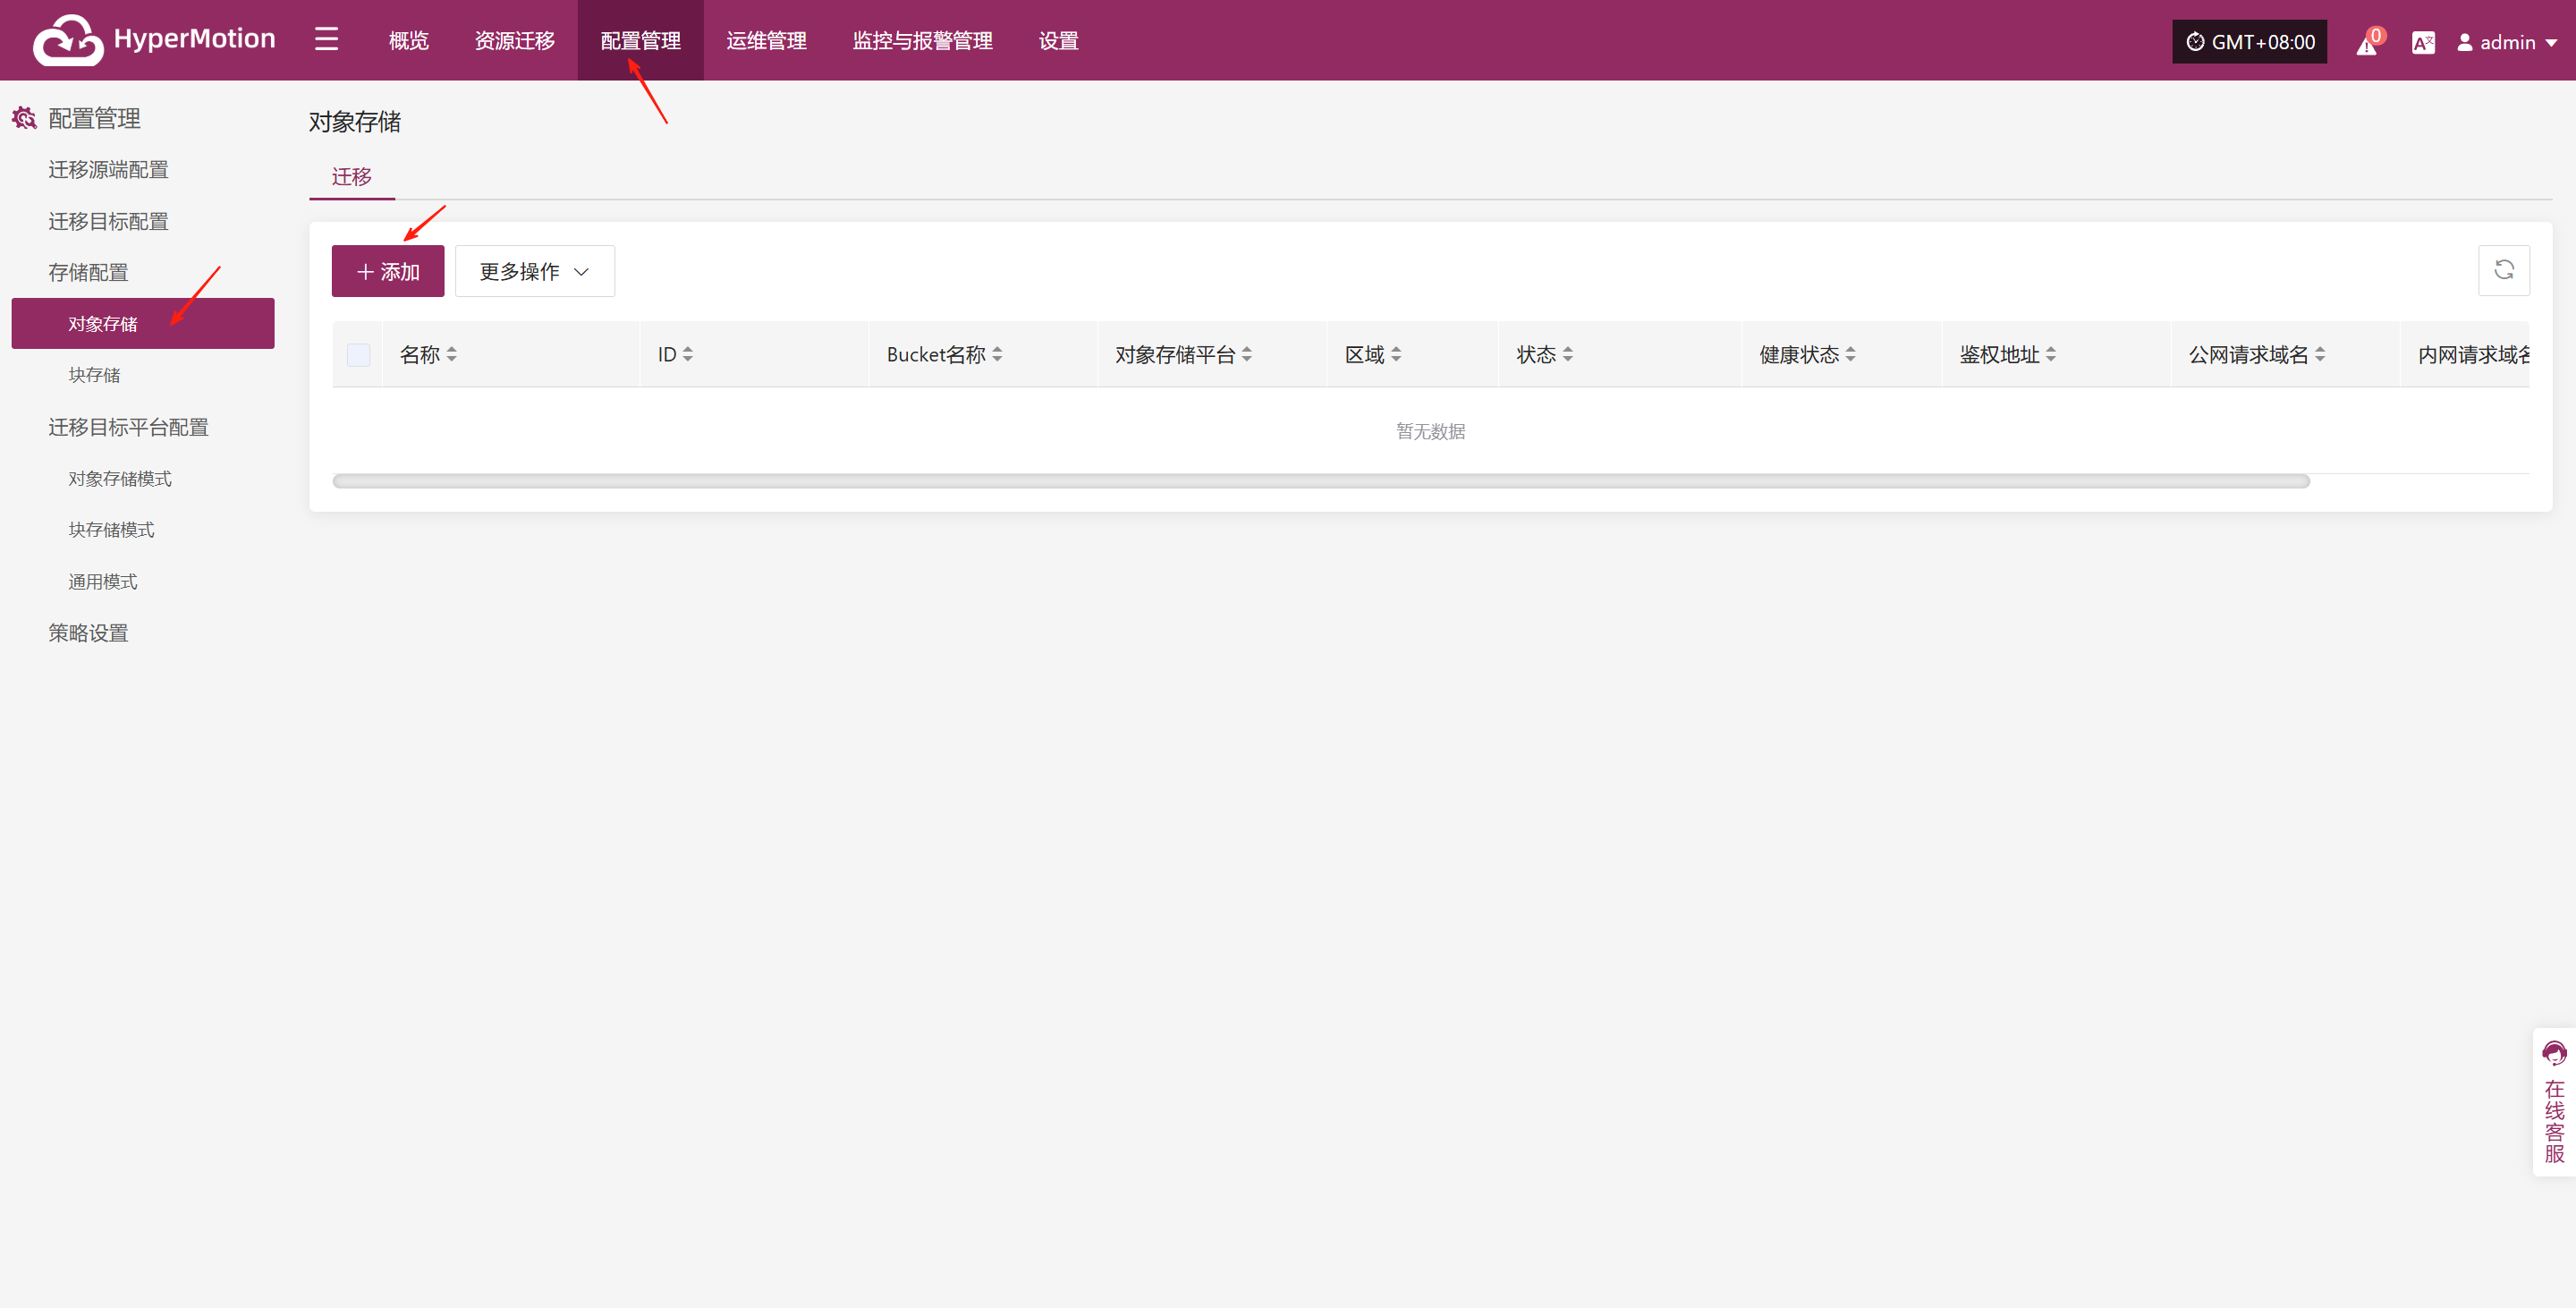 HyperMotion 概览 资源迁移 配置管理 运维管理 监控与报警管理 设置 GMT+08:00 0 A文 admin
配置管理
迁移源端配置
迁移目标配置
存储配置
对象存储
块存储
迁移目标平台配置
对象存储模式
块存储模式
通用模式
策略设置
对象存储
迁移
添加 更多操作
名称 ID Bucket名称 对象存储平台 区域 状态 健康状态 鉴权地址 公网请求域名 内网请求域名
暂无数据
在线客服